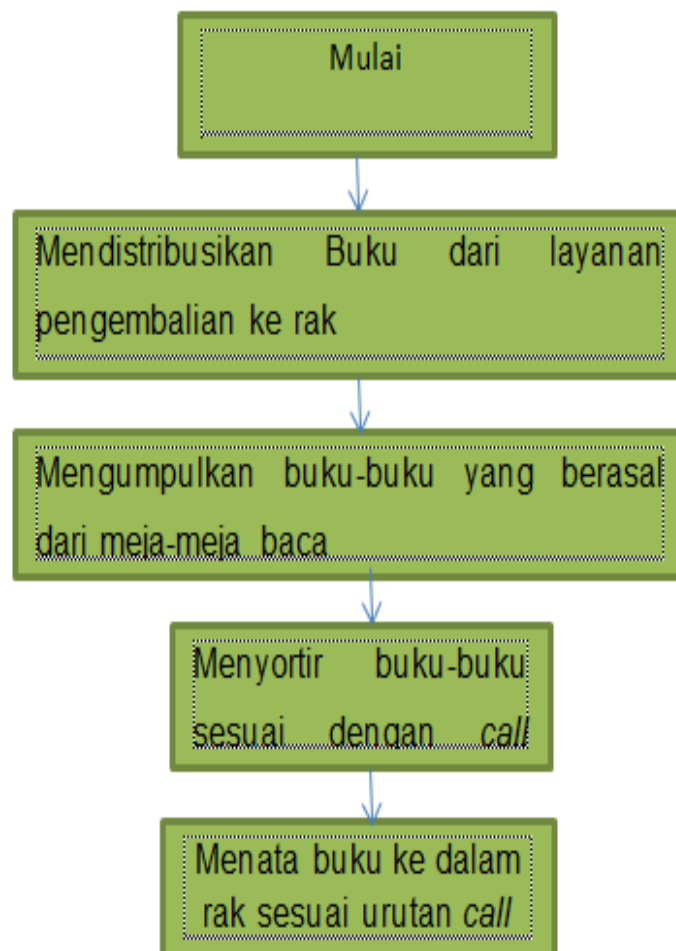 Mulai
Mendistribusikan Buku dari layanan
pengembalian ke rak
Mengumpulkan buku-buku yang berasal
dari meja-meja baca
Menyortir buku-buku
sesuai dengan call
Menata buku ke dalam
rak sesuai urutan call